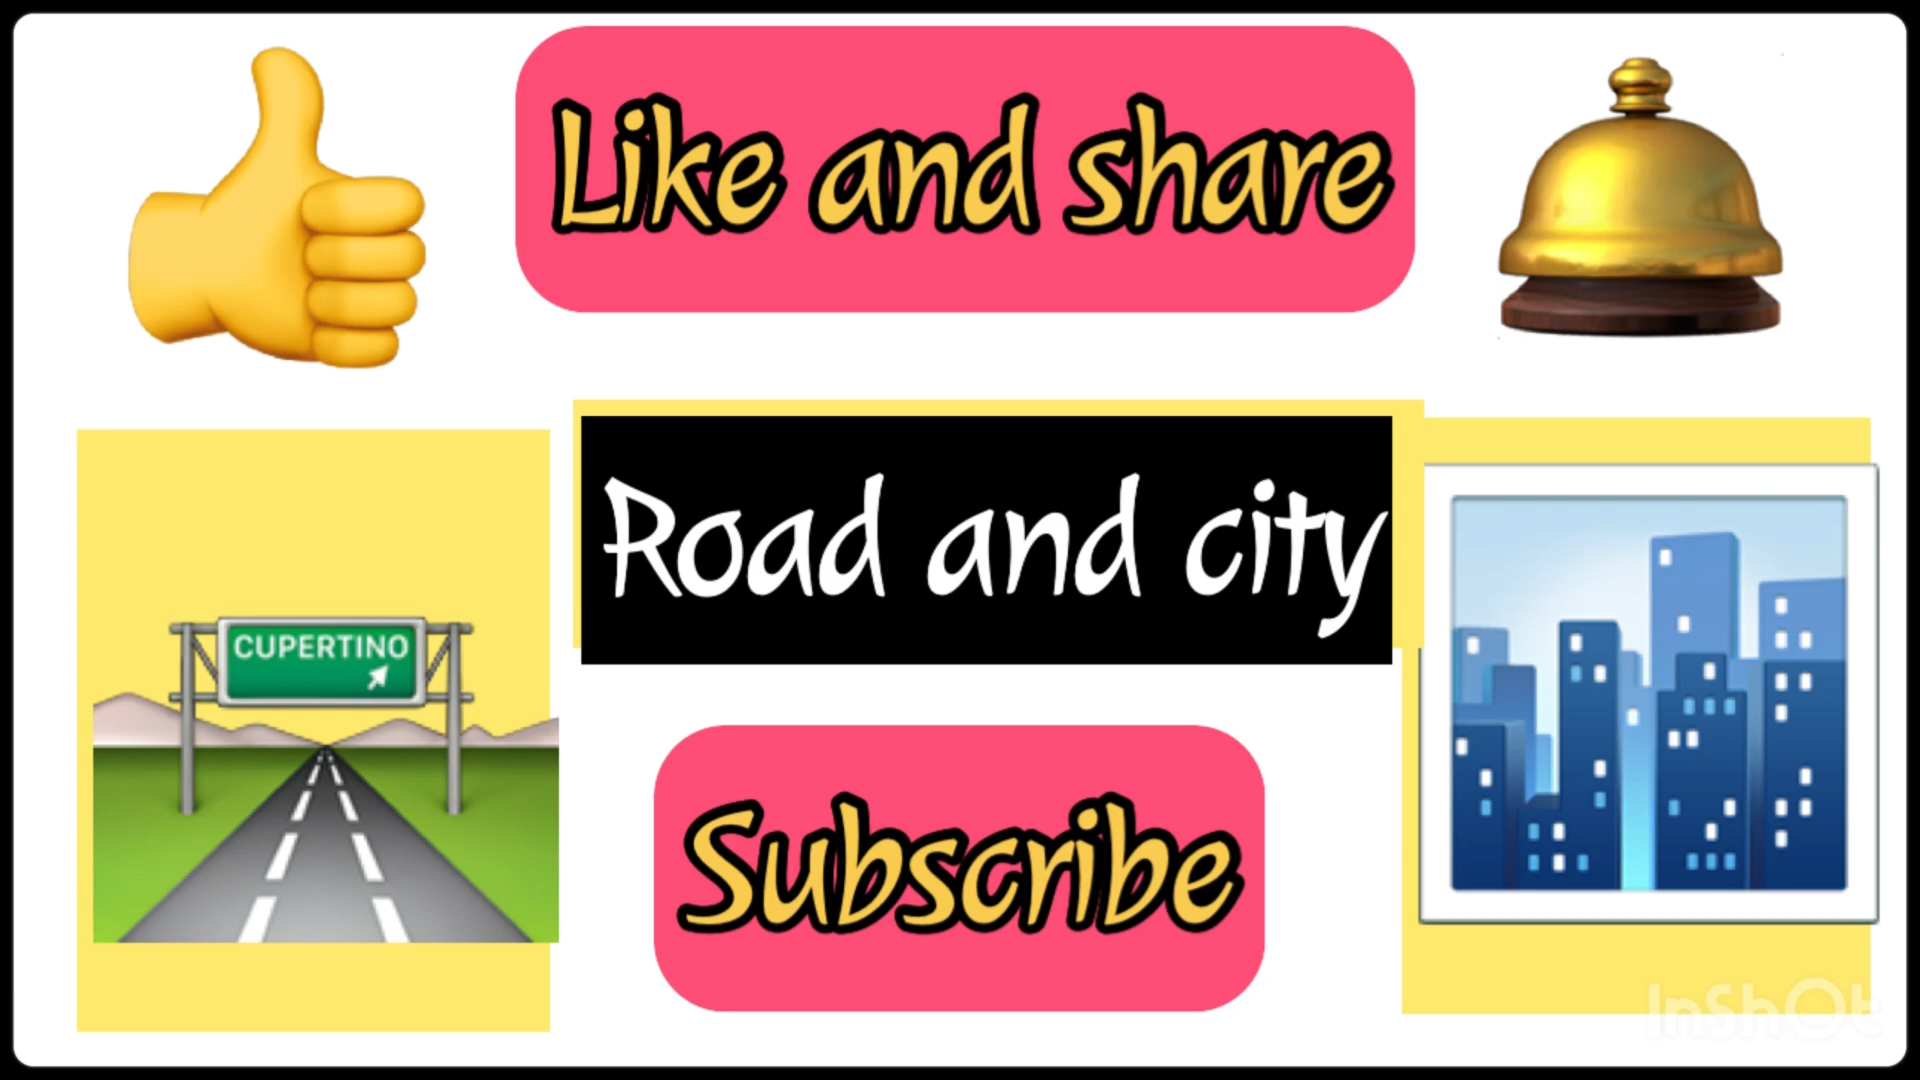 Like and share
Road and city
CUPERTINO
Subscribe
InShOt